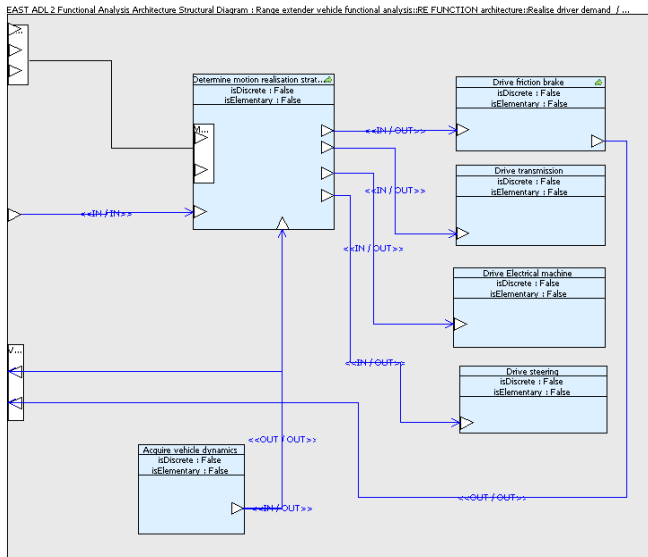 EAST ADL 2 Functional Analysis Architecture Structural Diagram : Range extender vehicle functional analysis::RE FUNCTION architecture::Realise driver demand / ...
Determine motion realisation strat...
isDiscrete : False
isElementary : False
M...
Drive friction brake
isDiscrete : False
isElementary : False
<<IN / OUT>>
Drive transmission
isDiscrete : False
isElementary : False
<<IN / OUT>>
<<IN / IN>>
<<IN / OUT>>
Drive Electrical machine
isDiscrete : False
isElementary : False
V...
<<IN / OUT>>
Drive steering
isDiscrete : False
isElementary : False
<<OUT / OUT>>
Acquire vehicle dynamics
isDiscrete : False
isElementary : False
<<OUT / OUT>>
<<IN / OUT>>